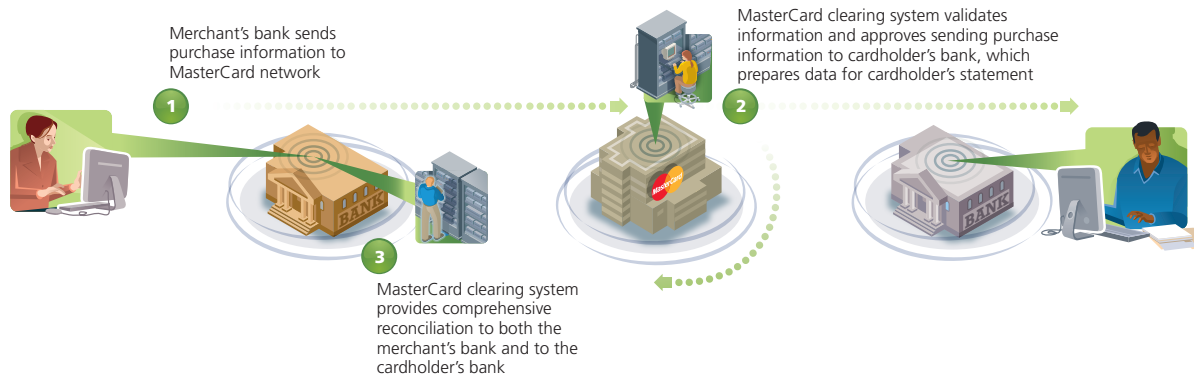 Merchant's bank sends
purchase information to
MasterCard network
1
MasterCard clearing system validates
information and approves sending purchase
information to cardholder's bank, which
prepares data for cardholder's statement
2
BANK
MasterCard
BANK
3
MasterCard clearing system
provides comprehensive
reconciliation to both the
merchant's bank and to the
cardholder's bank